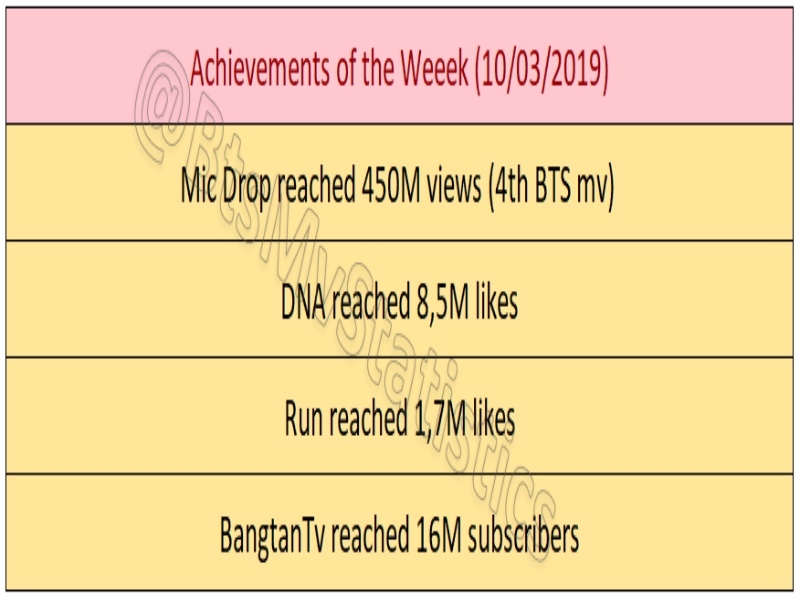 Achievements of the Weeek (10/03/2019)
Mic Drop reached 450M views (4th BTS mv)
DNA reached 8,5M likes
Run reached 1,7M likes
BangtanTv reached 16M subscribers
@BtsMvStatistics